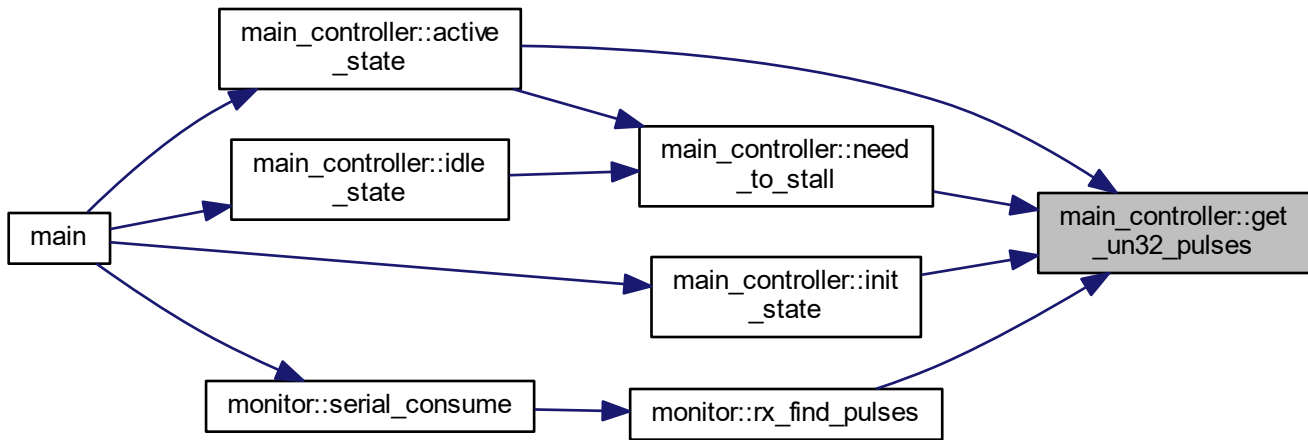 main_controller::active
_state
main_controller::idle
_state
main_controller::need
_to_stall
main_controller::get
_un32_pulses
main
main_controller::init
_state
monitor::serial_consume
monitor::rx_find_pulses